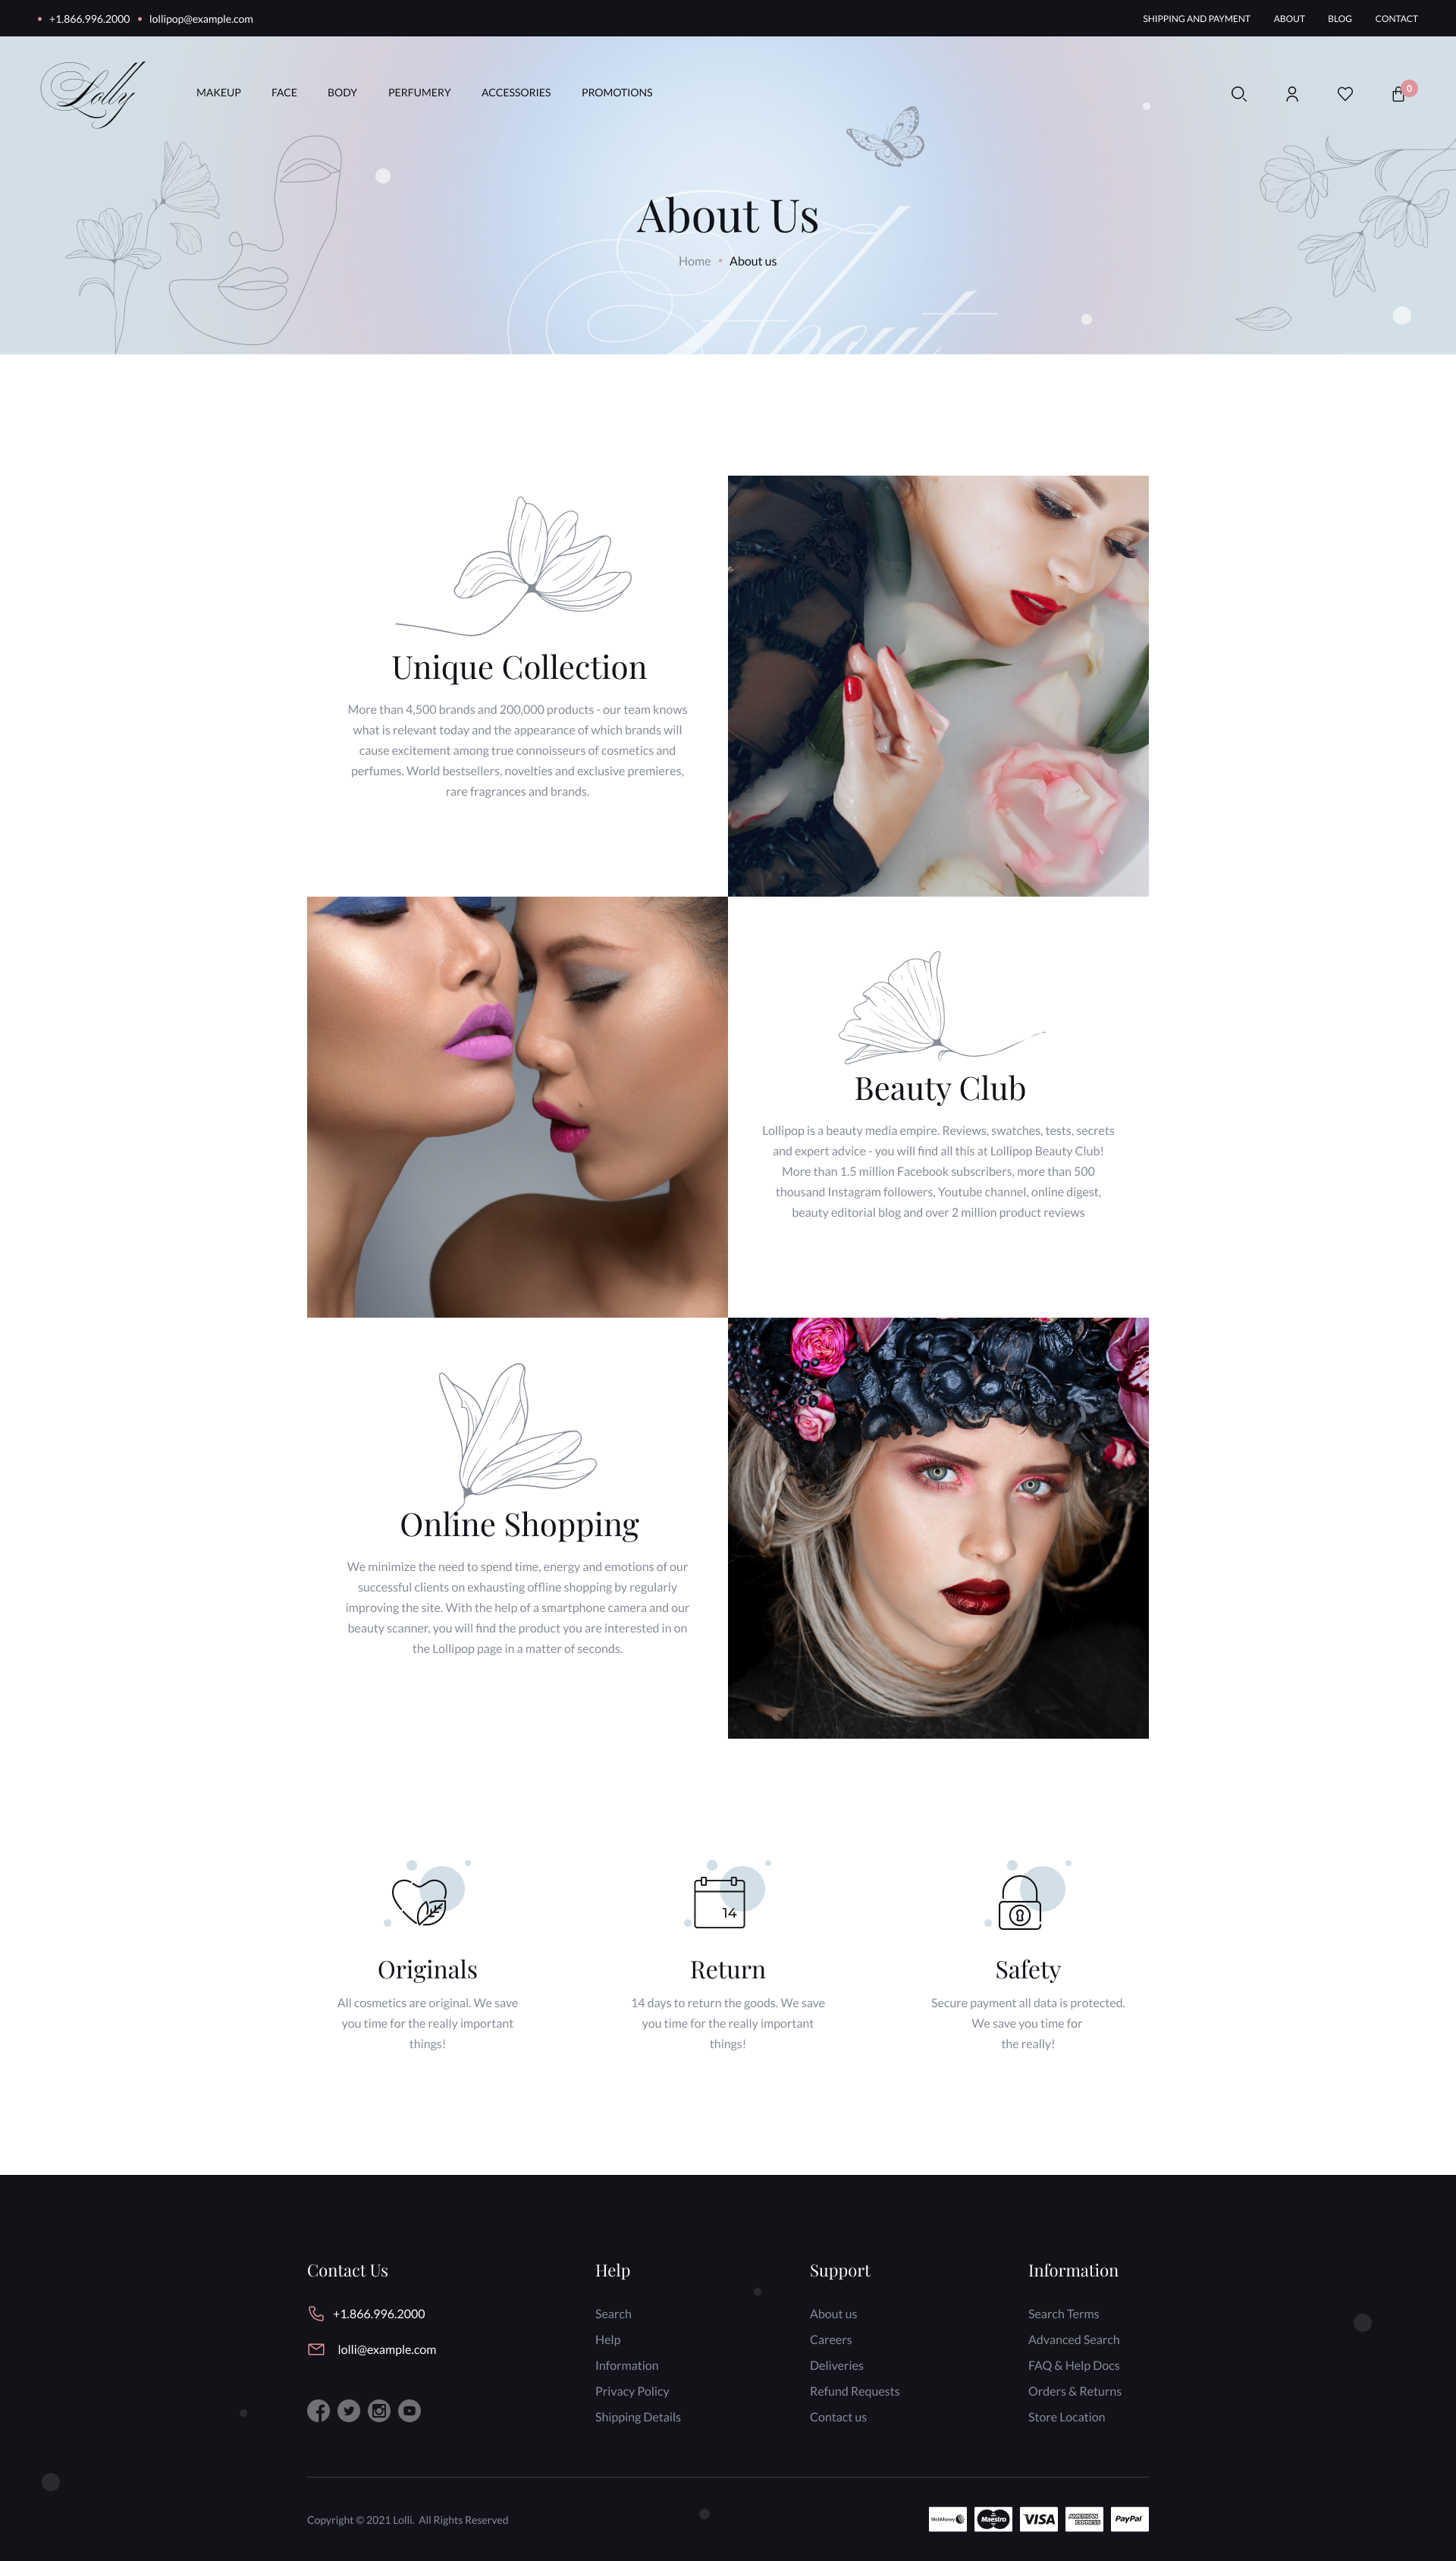 +1.866.996.2000 lollipop@example.com SHIPPING AND PAYMENT ABOUT BLOG CONTACT
Lolly MAKEUP FACE BODY PERFUMERY ACCESSORIES PROMOTIONS 0
About Us
Home About us
About
Unique Collection
More than 4,500 brands and 200,000 products - our team knows
what is relevant today and the appearance of which brands will
cause excitement among true connoisseurs of cosmetics and
perfumes. World bestsellers, novelties and exclusive premieres,
rare fragrances and brands.
Beauty Club
Lollipop is a beauty media empire. Reviews, swatches, tests, secrets
and expert advice - you will find all this at Lollipop Beauty Club!
More than 1.5 million Facebook subscribers, more than 500
thousand Instagram followers, Youtube channel, online digest,
beauty editorial blog and over 2 million product reviews
Online Shopping
We minimize the need to spend time, energy and emotions of our
successful clients on exhausting offline shopping by regularly
improving the site. With the help of a smartphone camera and our
beauty scanner, you will find the product you are interested in on
the Lollipop page in a matter of seconds.
Originals
All cosmetics are original. We save
you time for the really important
things!
14
Return
14 days to return the goods. We save
you time for the really important
things!
Safety
Secure payment all data is protected.
We save you time for
the really!
Contact Us
+1.866.996.2000
lolli@example.com
Help
Search
Help
Information
Privacy Policy
Shipping Details
Support
About us
Careers
Deliveries
Refund Requests
Contact us
Information
Search Terms
Advanced Search
FAQ & Help Docs
Orders & Returns
Store Location
Copyright © 2021 Lolli. All Rights Reserved
WebMoney Maestro VISA AMERICAN EXPRESS PayPal